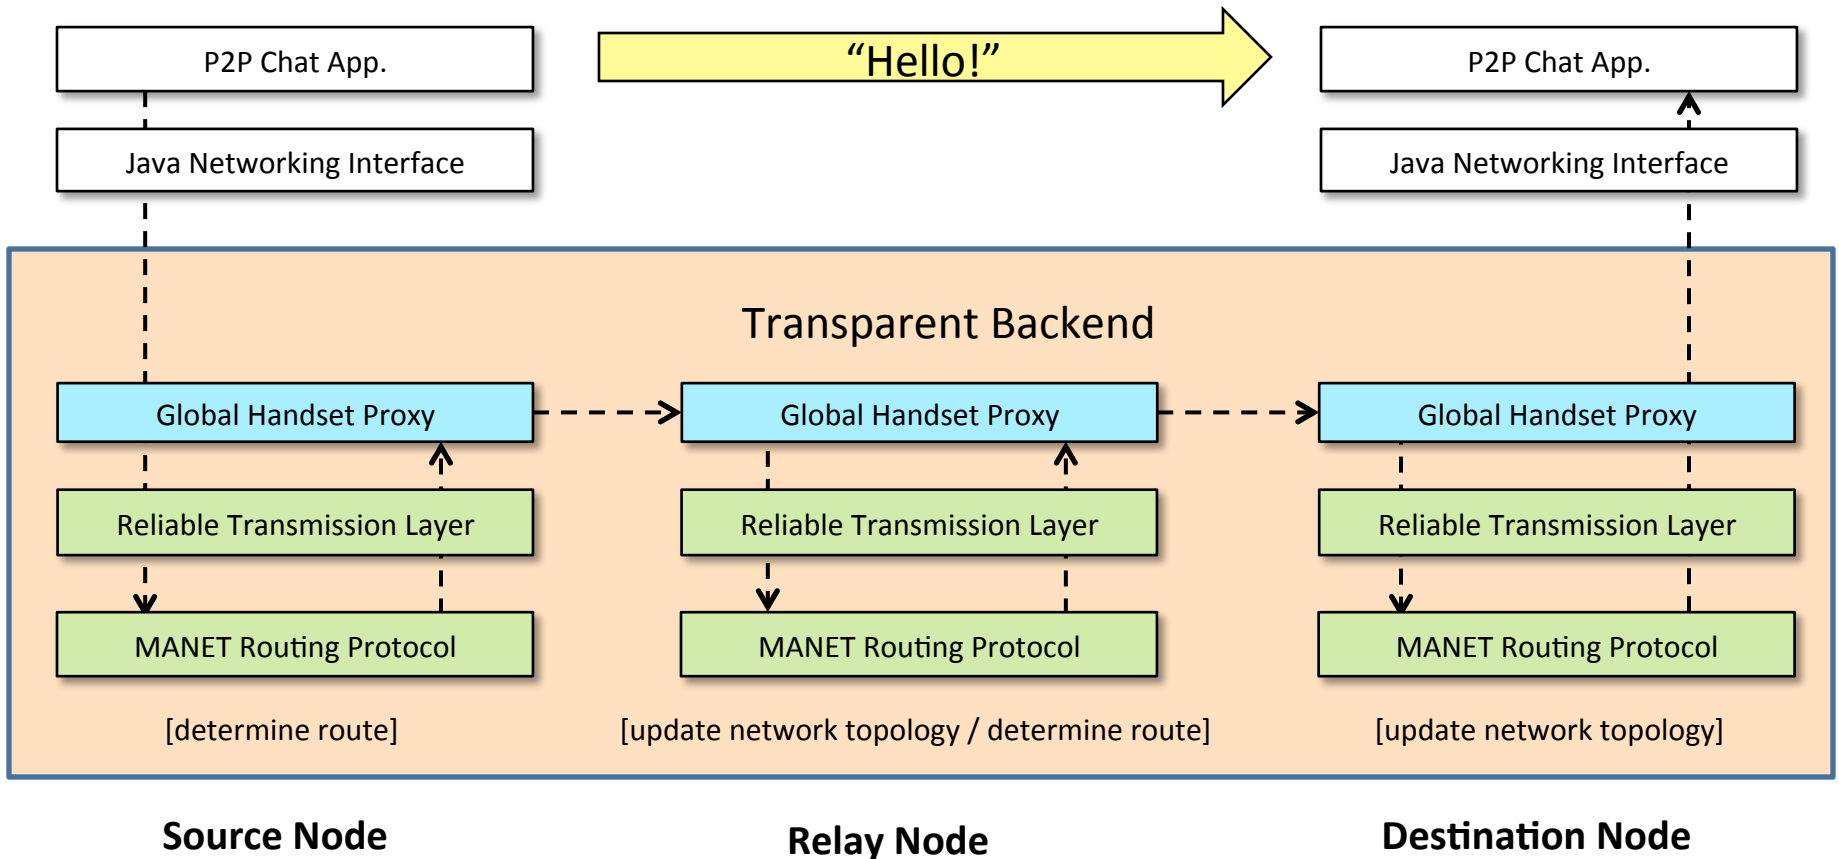 P2P Chat App.
“Hello!”
P2P Chat App.
Java Networking Interface
Java Networking Interface
Transparent Backend
Global Handset Proxy
Global Handset Proxy
Global Handset Proxy
Reliable Transmission Layer
Reliable Transmission Layer
Reliable Transmission Layer
MANET Routing Protocol
MANET Routing Protocol
MANET Routing Protocol
[determine route]
[update network topology / determine route]
[update network topology]
Source Node
Relay Node
Destination Node